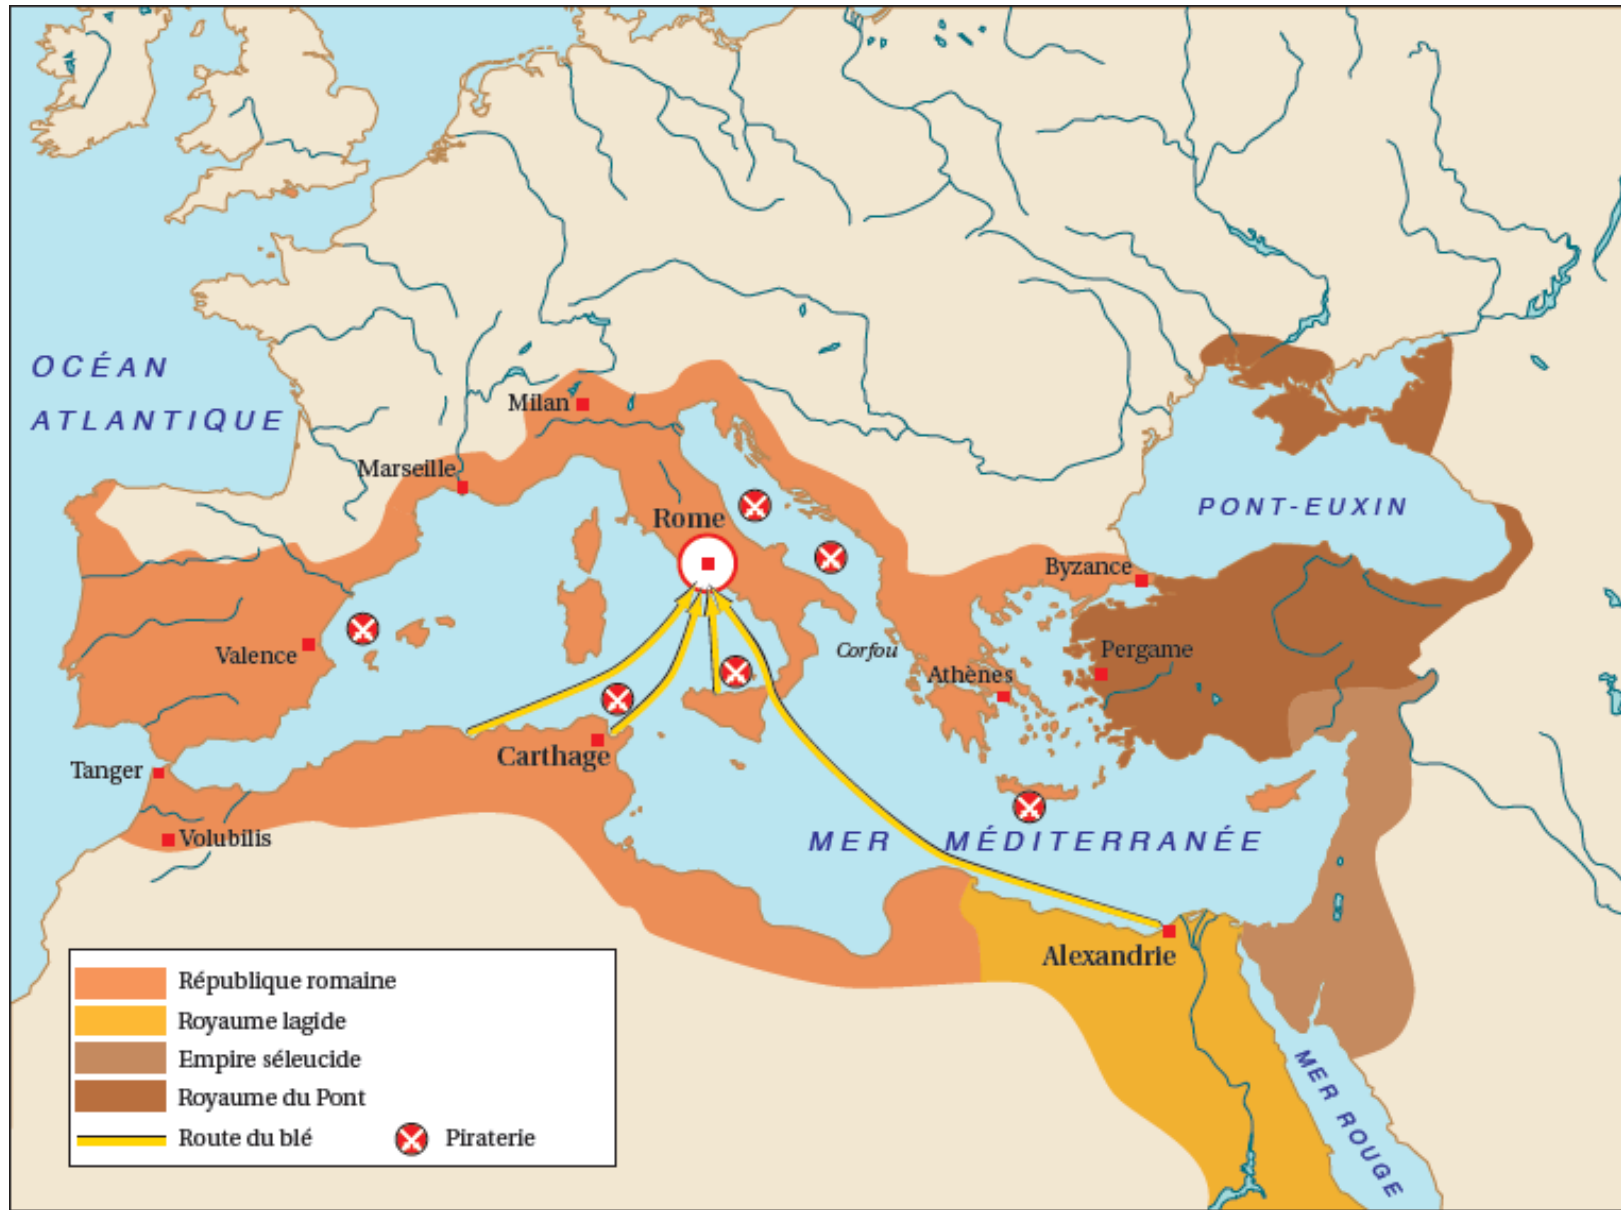 OCÉAN
ATLANTIQUE
Milan
Marseille
Rome
PONT-EUXIN
Byzance
Valence
Corfou
Pergame
Athènes
Carthage
Tanger
Volubilis
MER MÉDITERRANÉE
Alexandrie
MER ROUGE
République romaine
Royaume lagide
Empire séleucide
Royaume du Pont
Route du blé Piraterie